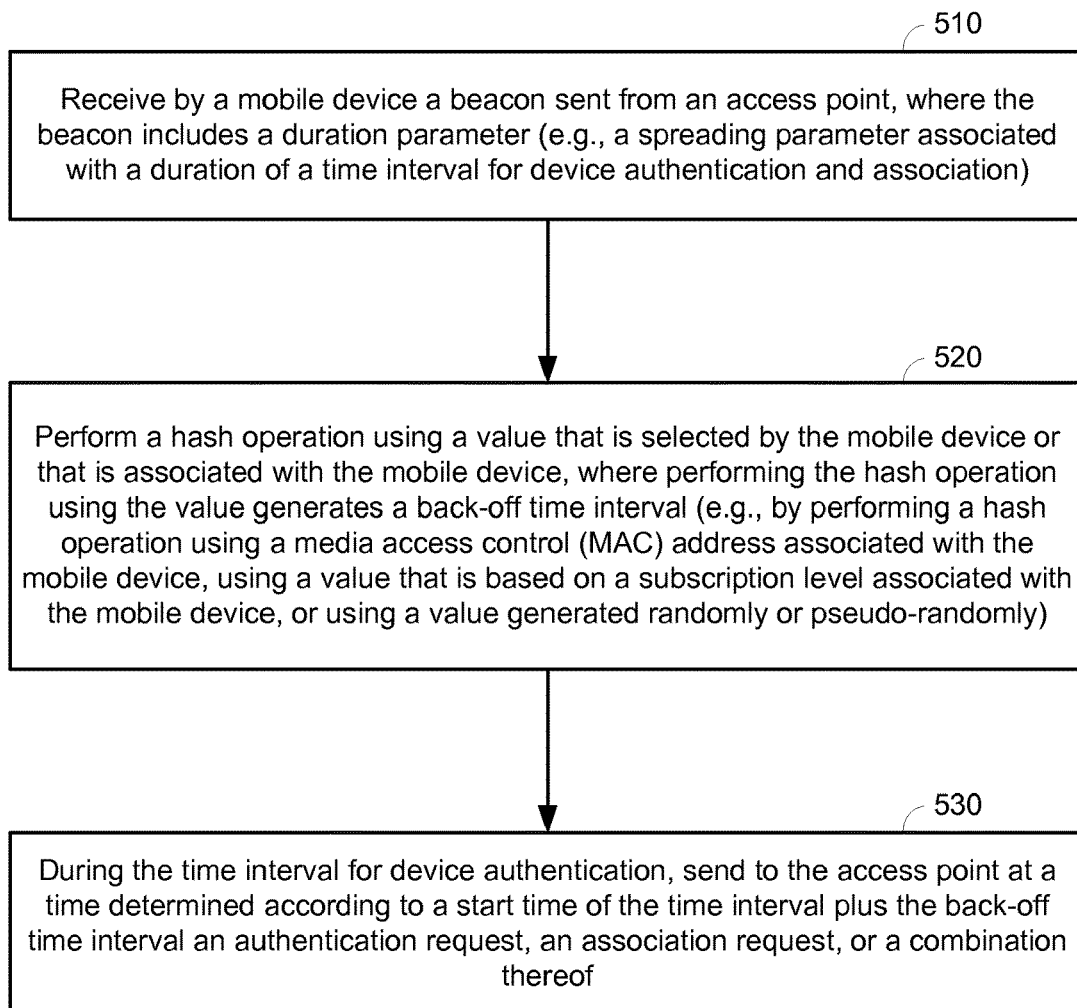 510
Receive by a mobile device a beacon sent from an access point, where the
beacon includes a duration parameter (e.g., a spreading parameter associated
with a duration of a time interval for device authentication and association)
520
Perform a hash operation using a value that is selected by the mobile device or
that is associated with the mobile device, where performing the hash operation
using the value generates a back-off time interval (e.g., by performing a hash
operation using a media access control (MAC) address associated with the
mobile device, using a value that is based on a subscription level associated with
the mobile device, or using a value generated randomly or pseudo-randomly)
530
During the time interval for device authentication, send to the access point at a
time determined according to a start time of the time interval plus the back-off
time interval an authentication request, an association request, or a combination
thereof